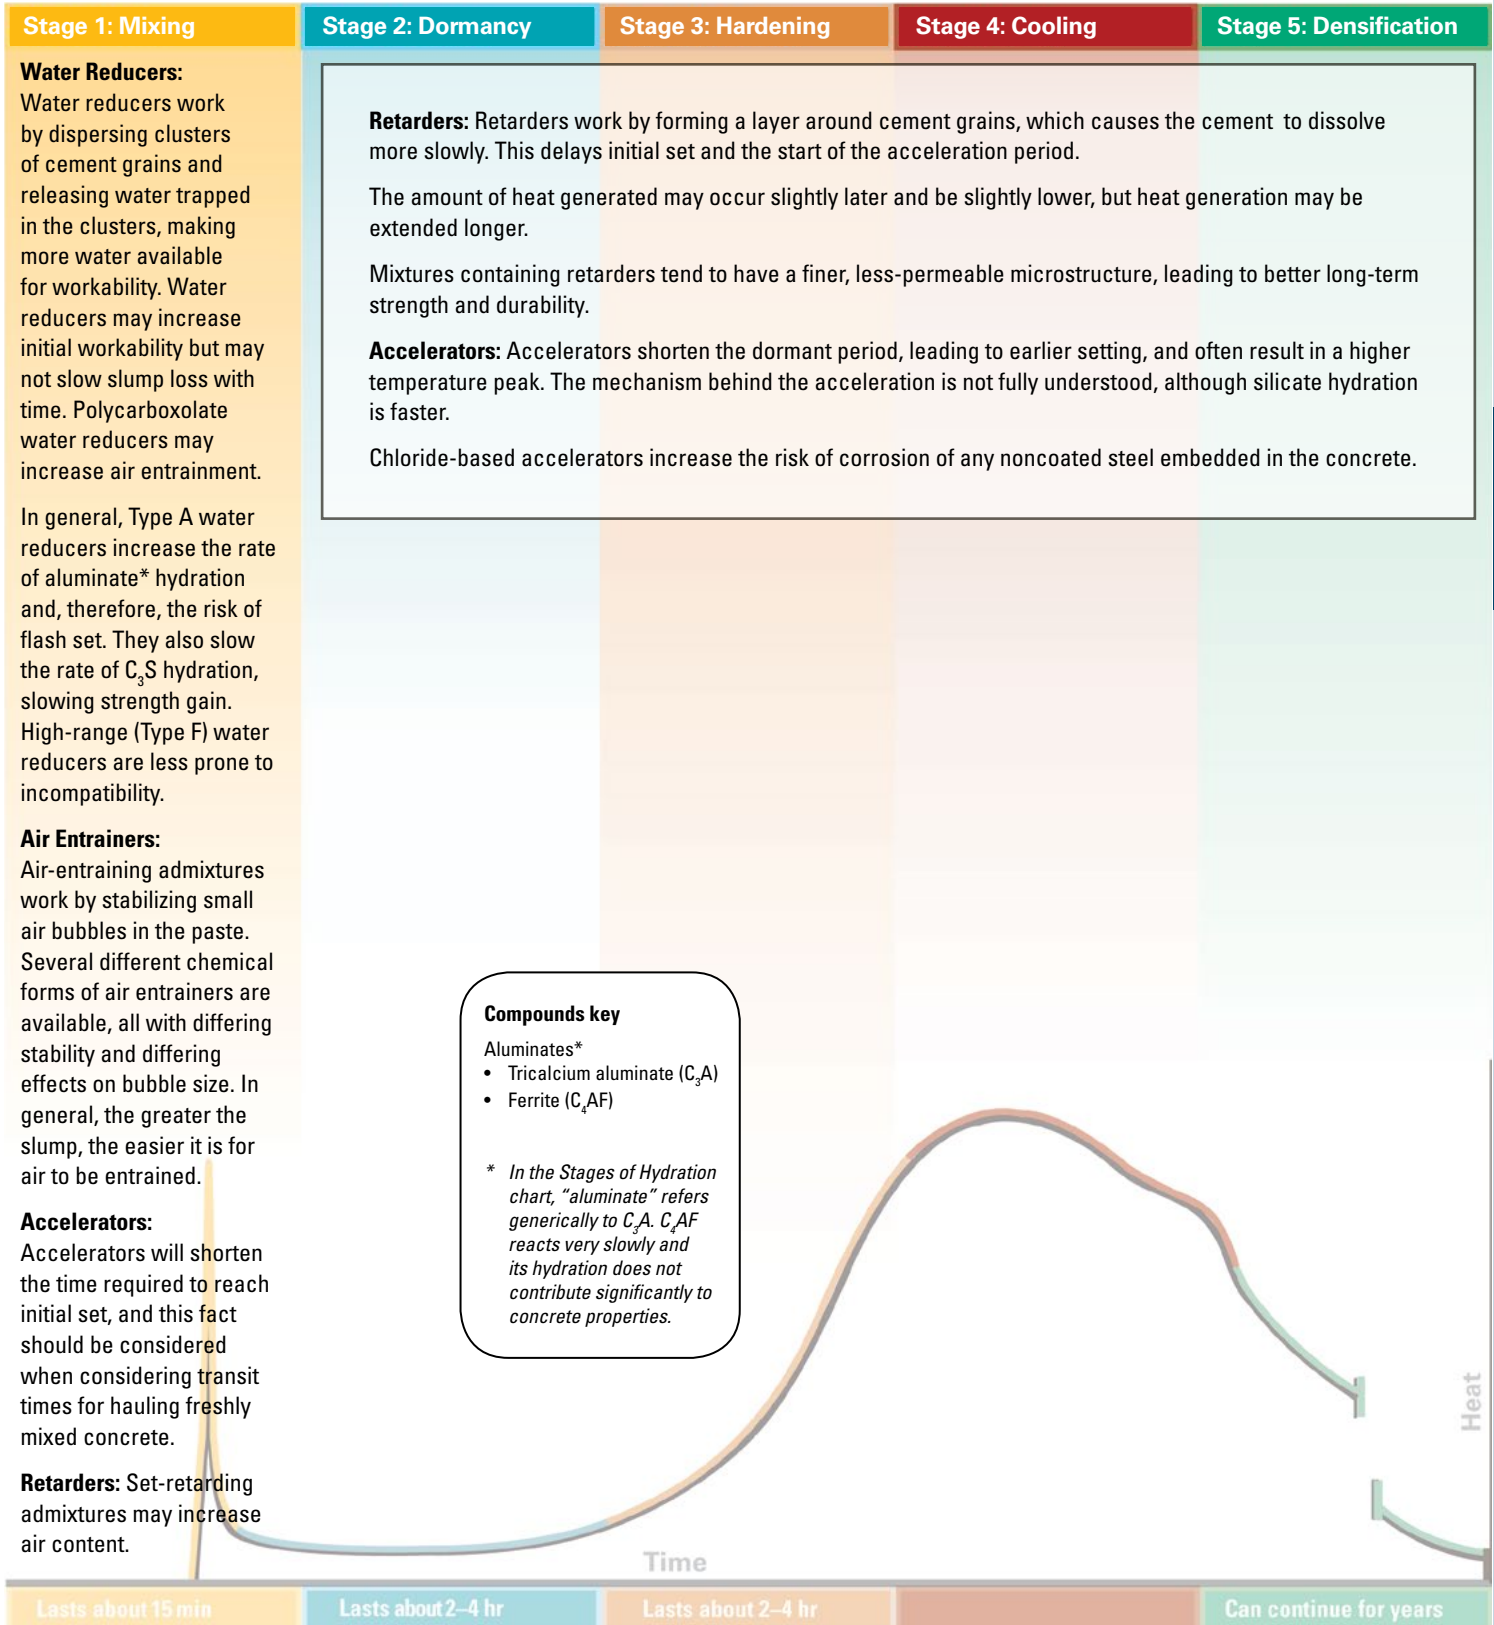 Stage 1: Mixing
Stage 2: Dormancy
Stage 3: Hardening
Stage 4: Cooling
Stage 5: Densification
Water Reducers:
Water reducers work
by dispersing clusters
of cement grains and
releasing water trapped
in the clusters, making
more water available
for workability. Water
reducers may increase
initial workability but may
not slow slump loss with
time. Polycarboxolate
water reducers may
increase air entrainment.
In general, Type A water
reducers increase the rate
of aluminate* hydration
and, therefore, the risk of
flash set. They also slow
the rate of C₃S hydration,
slowing strength gain.
High-range (Type F) water
reducers are less prone to
incompatibility.
Air Entrainers:
Air-entraining admixtures
work by stabilizing small
air bubbles in the paste.
Several different chemical
forms of air entrainers are
available, all with differing
stability and differing
effects on bubble size. In
general, the greater the
slump, the easier it is for
air to be entrained.
Accelerators:
Accelerators will shorten
the time required to reach
initial set, and this fact
should be considered
when considering transit
times for hauling freshly
mixed concrete.
Retarders: Set-retarding
admixtures may increase
air content.
Retarders: Retarders work by forming a layer around cement grains, which causes the cement to dissolve
more slowly. This delays initial set and the start of the acceleration period.
The amount of heat generated may occur slightly later and be slightly lower, but heat generation may be
extended longer.
Mixtures containing retarders tend to have a finer, less-permeable microstructure, leading to better long-term
strength and durability.
Accelerators: Accelerators shorten the dormant period, leading to earlier setting, and often result in a higher
temperature peak. The mechanism behind the acceleration is not fully understood, although silicate hydration
is faster.
Chloride-based accelerators increase the risk of corrosion of any noncoated steel embedded in the concrete.
Compounds key
Aluminates*
• Tricalcium aluminate (C₃A)
• Ferrite (C₄AF)
* In the Stages of Hydration
chart, “aluminate” refers
generically to C₃A. C₄AF
reacts very slowly and
its hydration does not
contribute significantly to
concrete properties.
Heat
Time
Lasts about 15 min
Lasts about 2–4 hr
Lasts about 2–4 hr
Can continue for years